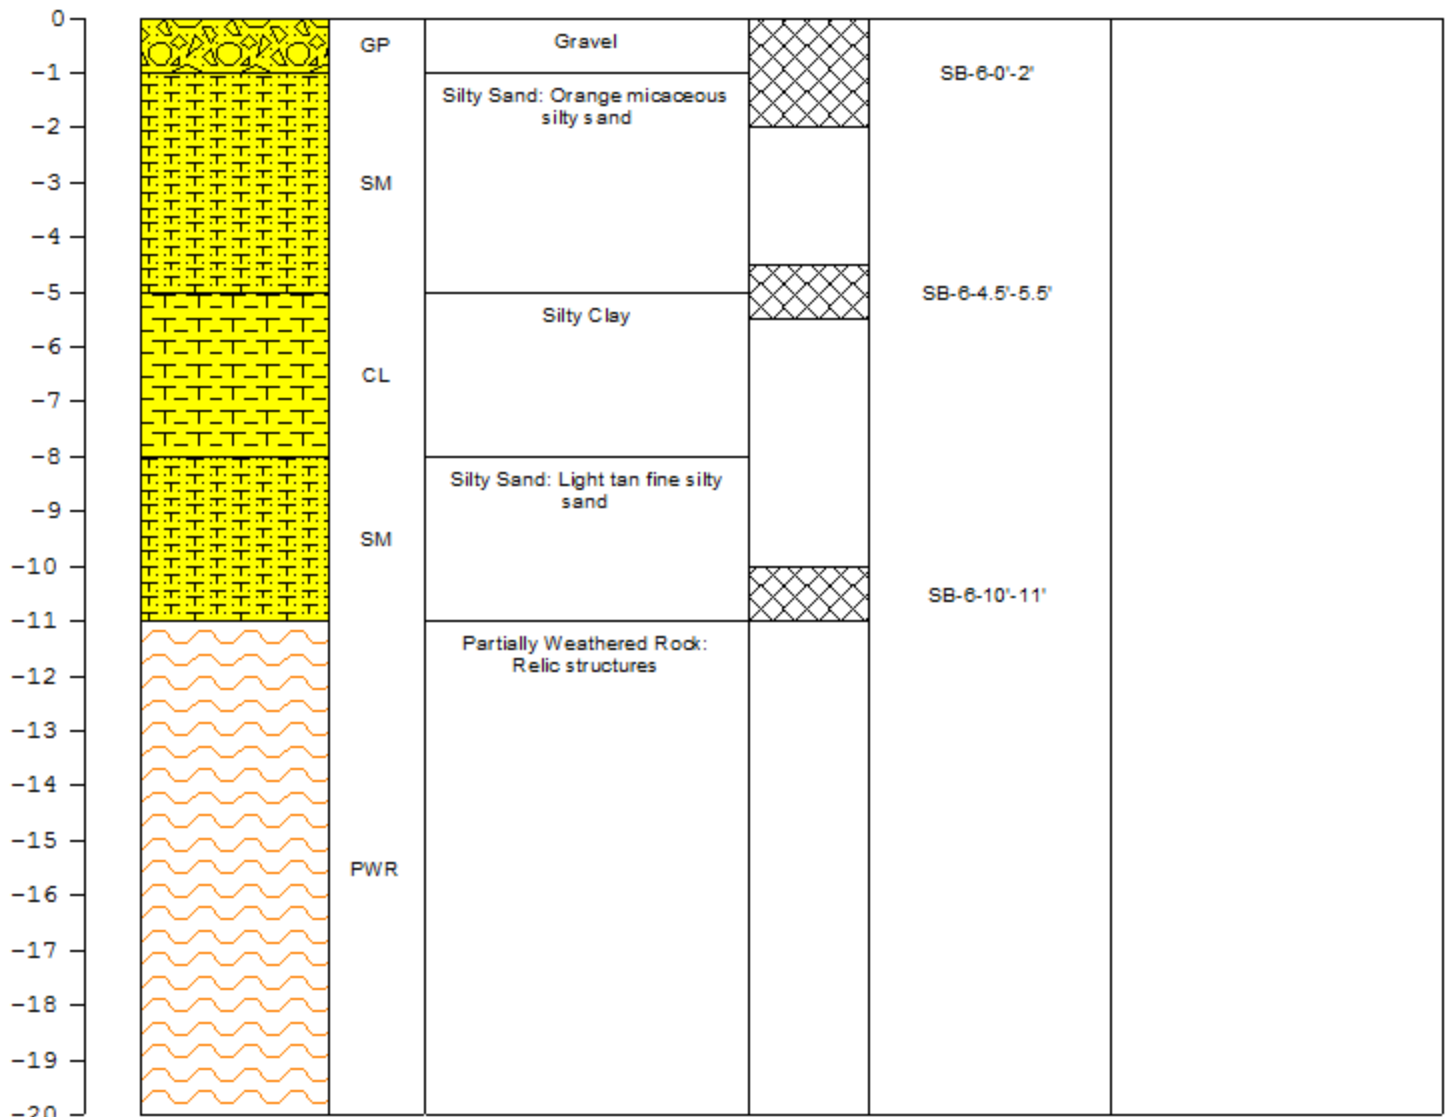 0
GP
Gravel
SB-6-0'-2'
-1
Silty Sand: Orange micaceous
silty sand
-2
-3
SM
-4
-5
SB-6-4.5'-5.5'
Silty Clay
-6
CL
-7
-8
Silty Sand: Light tan fine silty
sand
-9
SM
-10
SB-6-10'-11'
-11
Partially Weathered Rock:
Relic structures
-12
-13
-14
-15
PWR
-16
-17
-18
-19
-20